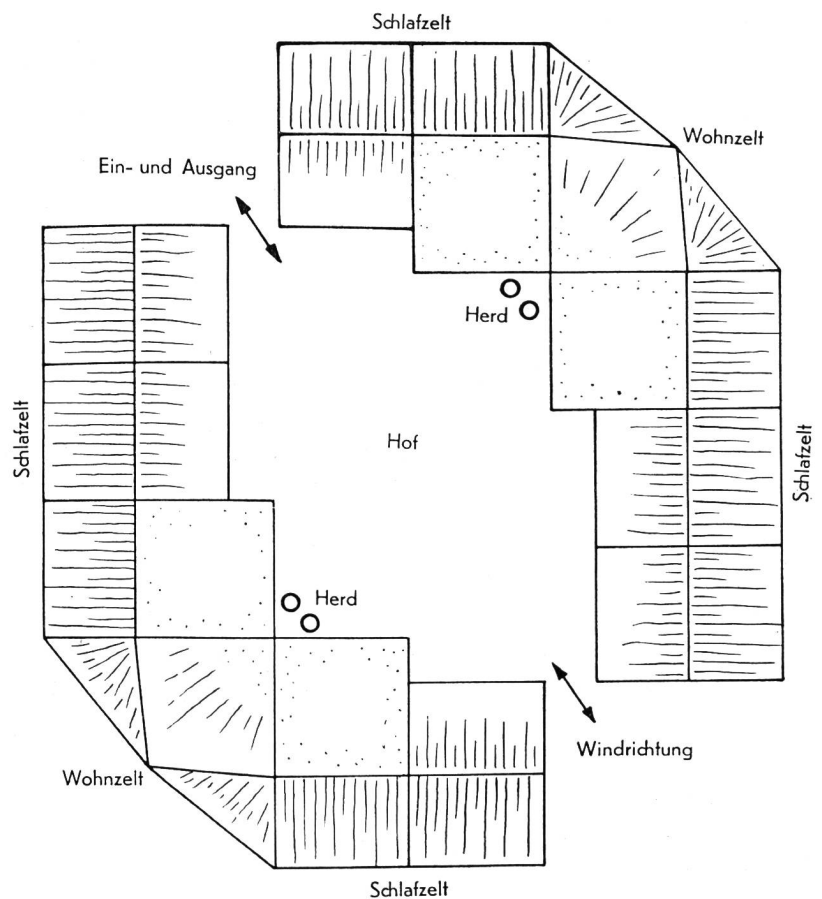 Schlafzelt
Wohnzelt
Ein- und Ausgang
Herd
Hof
Schlafzelt
Schlafzelt
Herd
Windrichtung
Wohnzelt
Schlafzelt